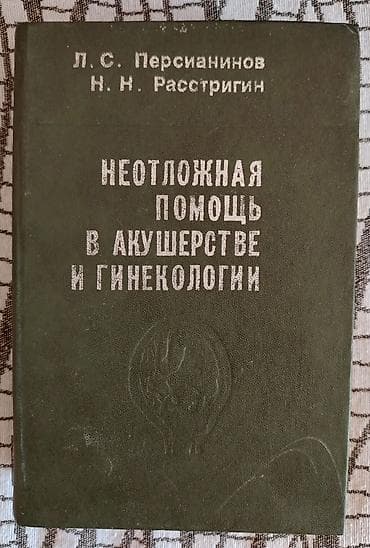 Л. С. Персианинов
Н. Н. Расстригин
НЕОТЛОЖНАЯ
ПОМОЩЬ
В АКУШЕРСТВЕ
И ГИНЕКОЛОГИИ